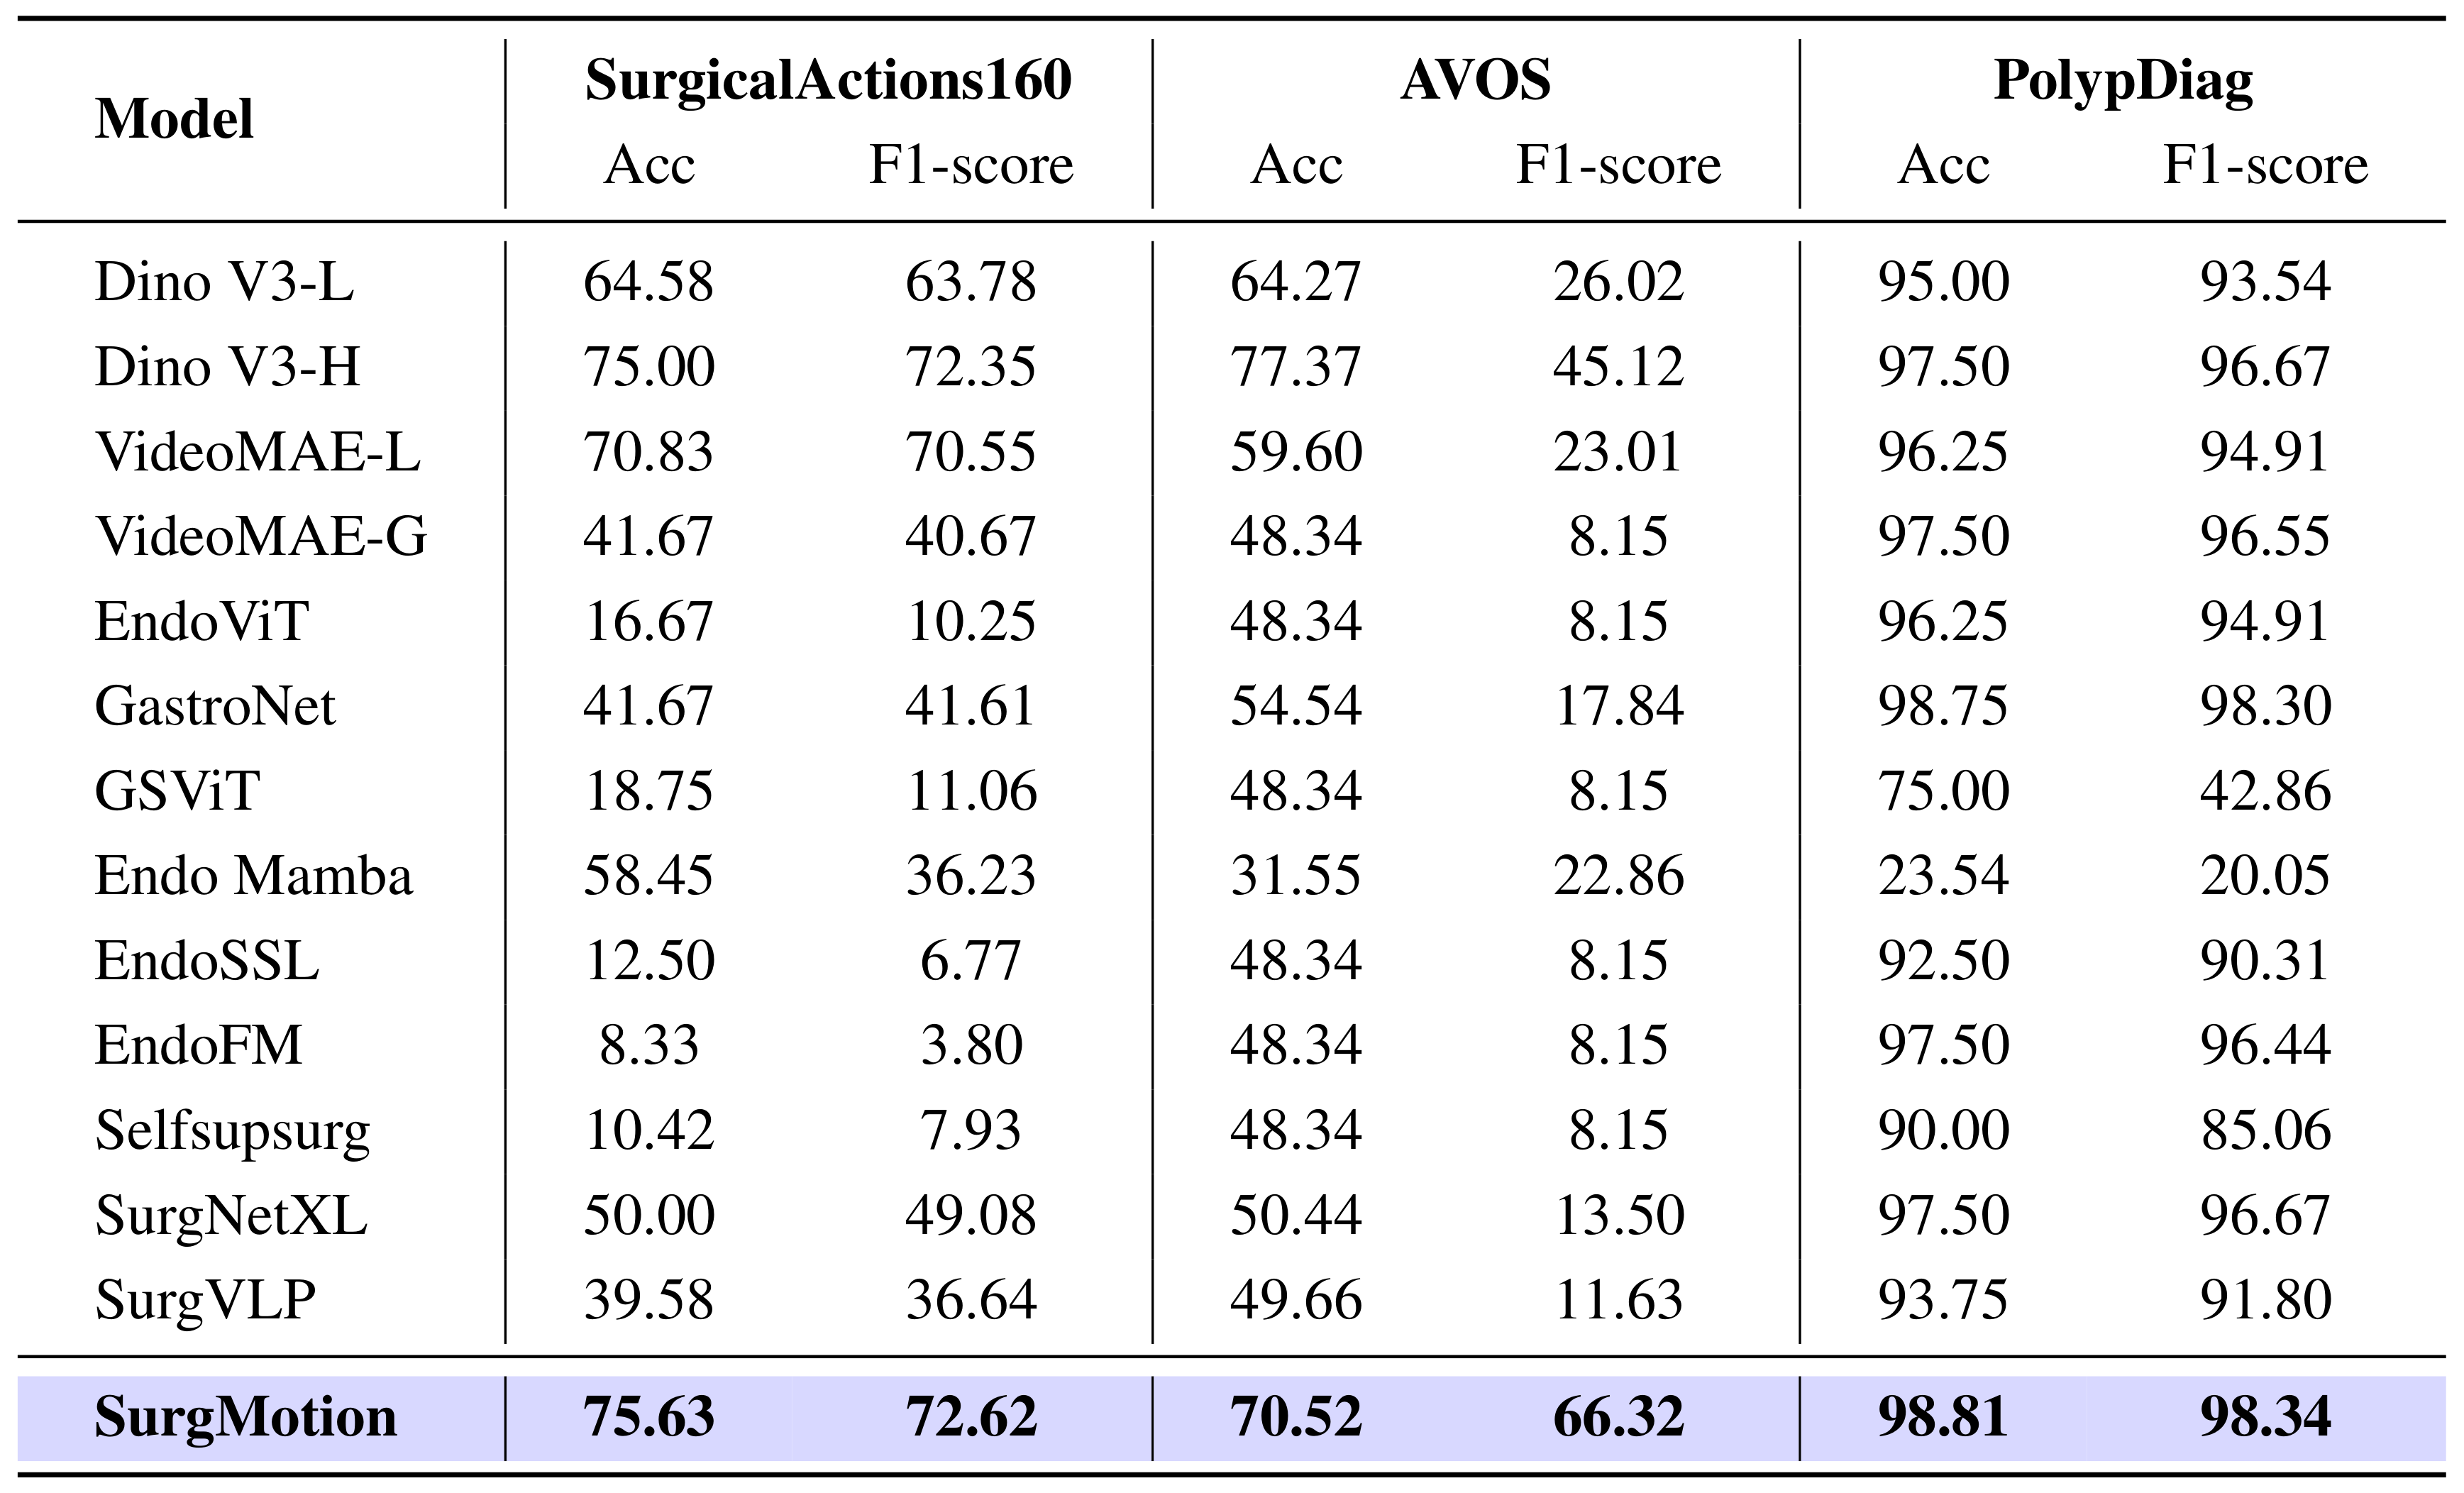 Model SurgicalActions160 AVOS PolypDiag
Acc F1-score Acc F1-score Acc F1-score
Dino V3-L 64.58 63.78 64.27 26.02 95.00 93.54
Dino V3-H 75.00 72.35 77.37 45.12 97.50 96.67
VideoMAE-L 70.83 70.55 59.60 23.01 96.25 94.91
VideoMAE-G 41.67 40.67 48.34 8.15 97.50 96.55
EndoViT 16.67 10.25 48.34 8.15 96.25 94.91
GastroNet 41.67 41.61 54.54 17.84 98.75 98.30
GSViT 18.75 11.06 48.34 8.15 75.00 42.86
Endo Mamba 58.45 36.23 31.55 22.86 23.54 20.05
EndoSSL 12.50 6.77 48.34 8.15 92.50 90.31
EndoFM 8.33 3.80 48.34 8.15 97.50 96.44
Selfsupsurg 10.42 7.93 48.34 8.15 90.00 85.06
SurgNetXL 50.00 49.08 50.44 13.50 97.50 96.67
SurgVLP 39.58 36.64 49.66 11.63 93.75 91.80
SurgMotion 75.63 72.62 70.52 66.32 98.81 98.34